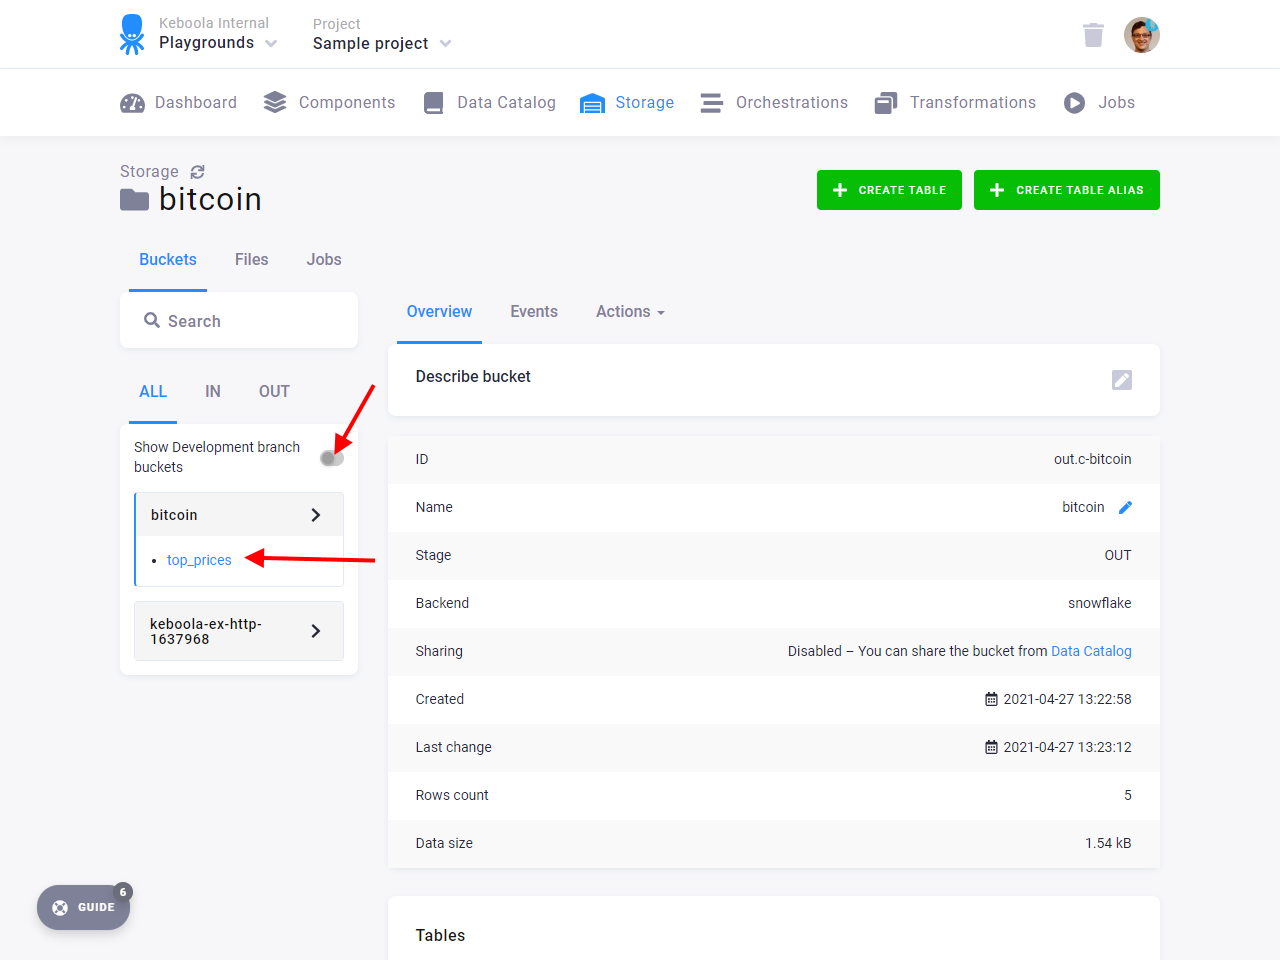 Keboola Internal
Playgrounds
Project
Sample project
Dashboard
Components
Data Catalog
Storage
Orchestrations
Transformations
Jobs
Storage
bitcoin
CREATE TABLE
CREATE TABLE ALIAS
Buckets
Files
Jobs
Search
ALL
IN
OUT
Show Development branch
buckets
bitcoin
top_prices
keboola-ex-http-
1637968
Overview
Events
Actions
Describe bucket
ID
out.c-bitcoin
Name
bitcoin
Stage
OUT
Backend
snowflake
Sharing
Disabled – You can share the bucket from Data Catalog
Created
2021-04-27 13:22:58
Last change
2021-04-27 13:23:12
Rows count
5
Data size
1.54 kB
Tables
GUIDE
6